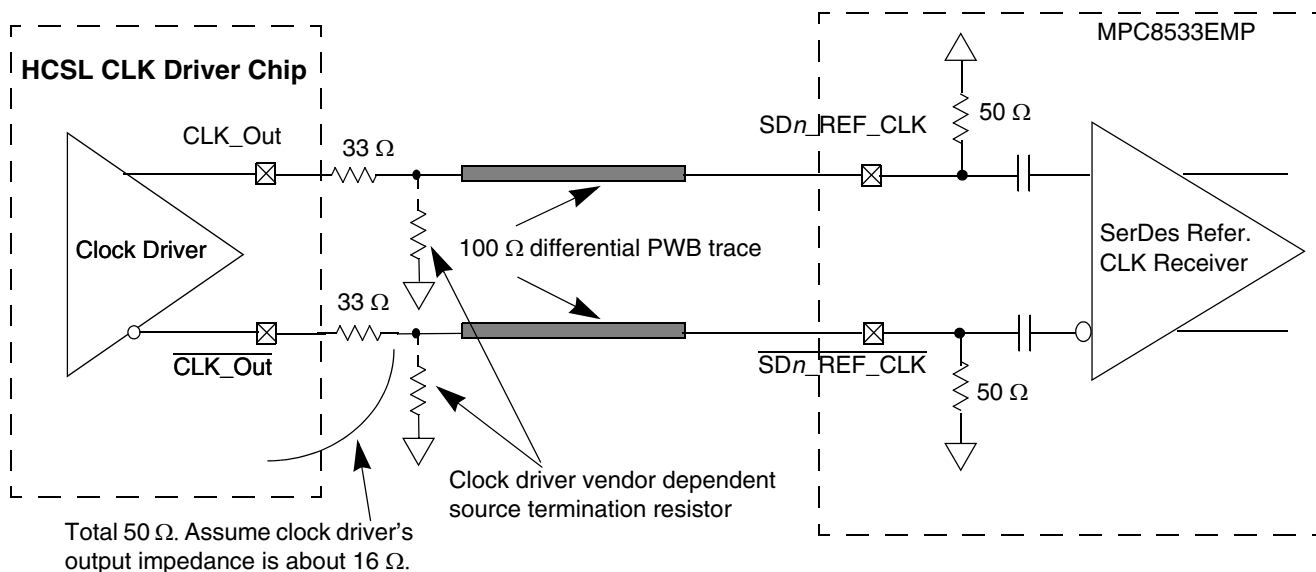 MPC8533EMP
HCSL CLK Driver Chip
CLK_Out
33 Ω
SDn_REF_CLK
50 Ω
Clock Driver
100 Ω differential PWB trace
SerDes Refer.
CLK Receiver
33 Ω
CLK_Out
SDn_REF_CLK
50 Ω
Clock driver vendor dependent
source termination resistor
Total 50 Ω. Assume clock driver's
output impedance is about 16 Ω.